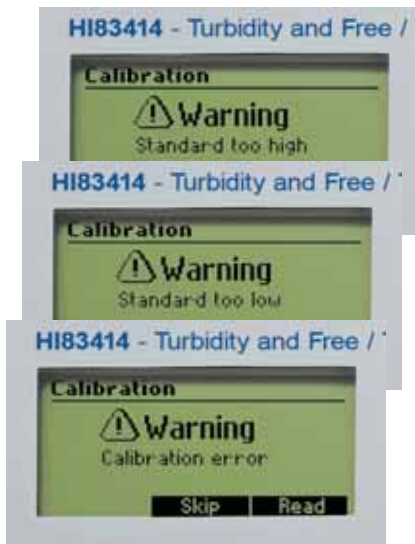 HI83414 - Turbidity and Free /
Calibration
Warning
Standard too high
HI83414 - Turbidity and Free /
Calibration
Warning
Standard too low
HI83414 - Turbidity and Free /
Calibration
Warning
Calibration error
Skip Read